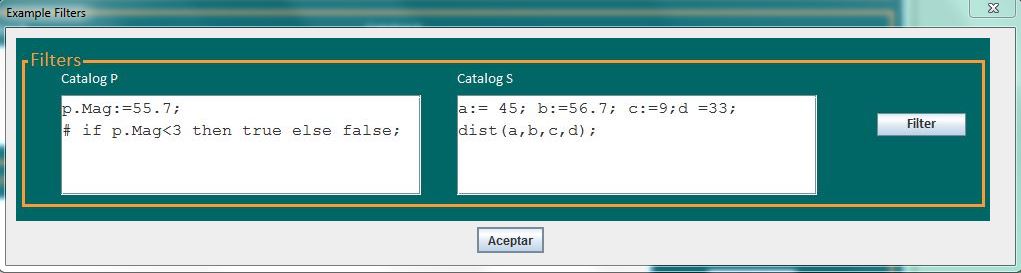 Example Filters
Filters
Catalog P
Catalog S
p.Mag:=55.7;
# if p.Mag<3 then true else false;
a:= 45; b:=56.7; c:=9;d =33;
dist(a,b,c,d);
Filter
Aceptar